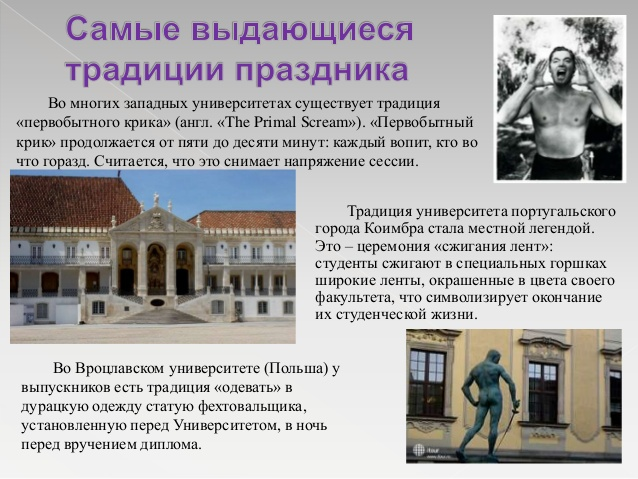 Самые выдающиеся
традиции праздника
Во многих западных университетах существует традиция
«первобытного крика» (англ. «The Primal Scream»). «Первобытный
крик» продолжается от пяти до десяти минут: каждый вопит, кто во
что горазд. Считается, что это снимает напряжение сессии.
Традиция университета португальского
города Коимбра стала местной легендой.
Это – церемония «сжигания лент»:
студенты сжигают в специальных горшках
широкие ленты, окрашенные в цвета своего
факультета, что символизирует окончание
их студенческой жизни.
Во Вроцлавском университете (Польша) у
выпускников есть традиция «одевать» в
дурацкую одежду статую фехтовальщика,
установленную перед Университетом, в ночь
перед вручением диплома.